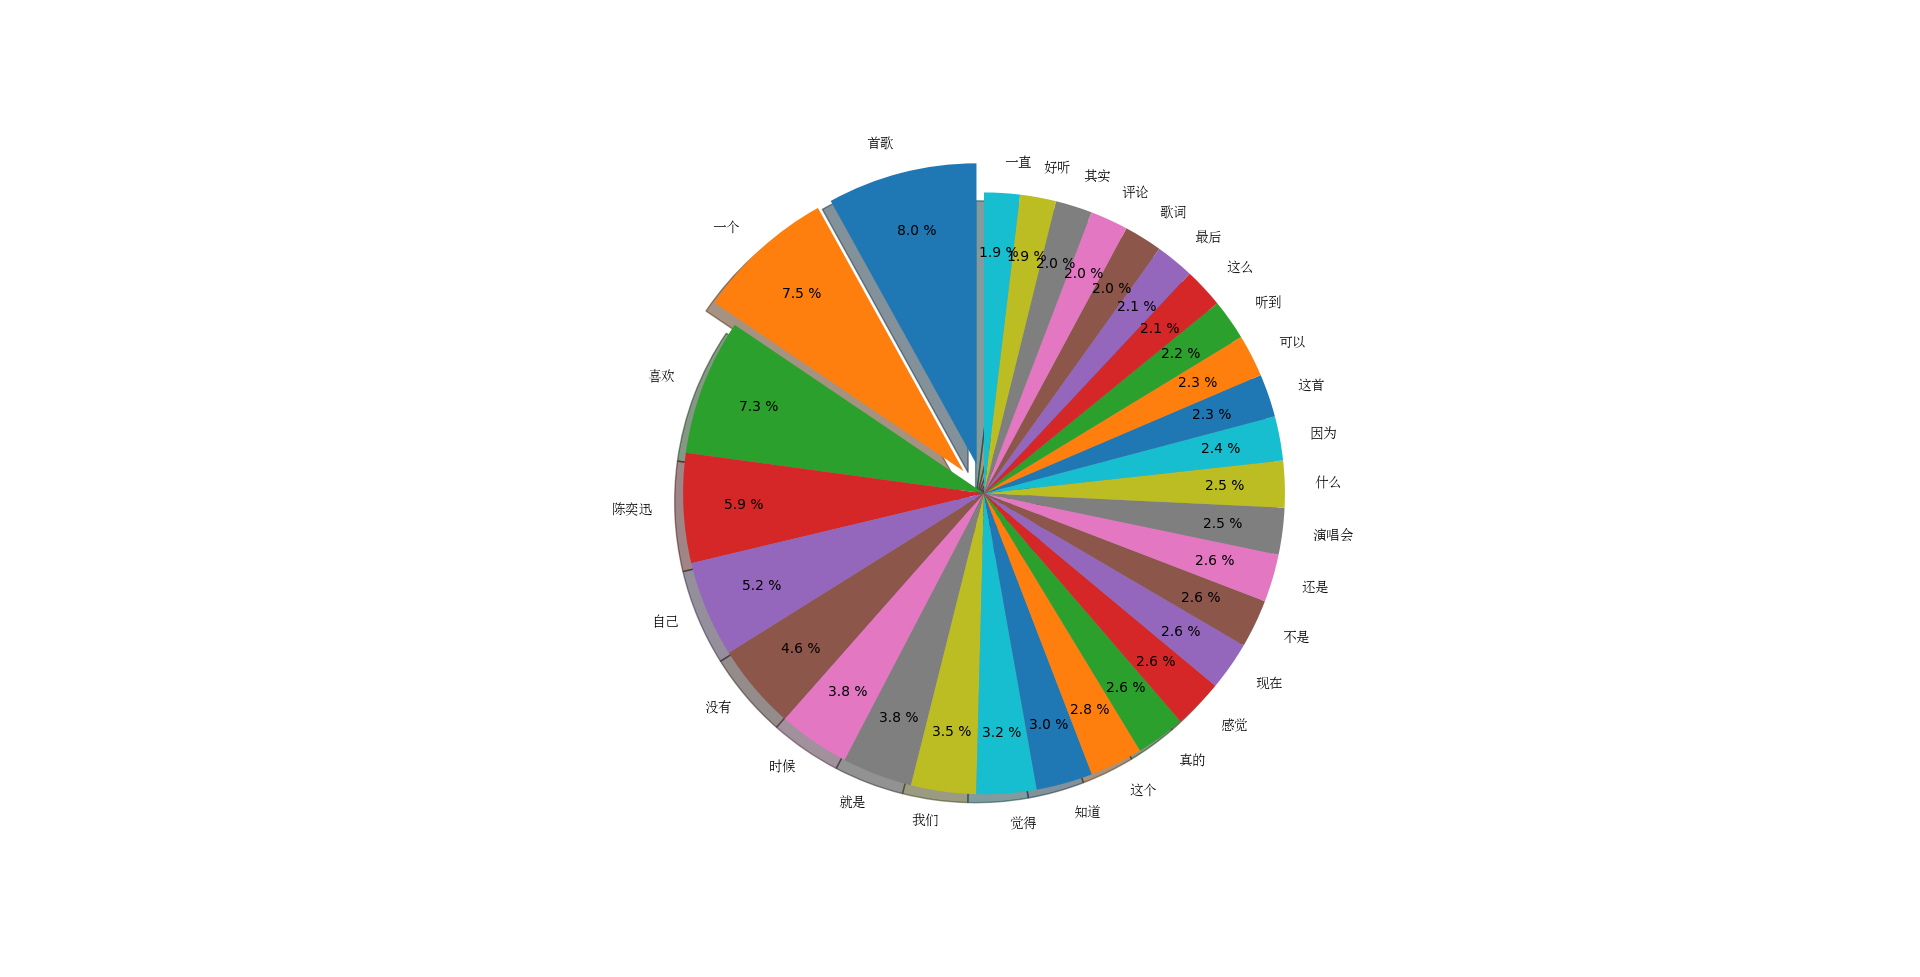 首歌
8.0 %
一个
7.5 %
喜欢
7.3 %
陈奕迅
5.9 %
自己
5.2 %
没有
4.6 %
时候
3.8 %
就是
3.8 %
我们
3.5 %
觉得
3.2 %
知道
3.0 %
这个
2.8 %
真的
2.6 %
感觉
2.6 %
现在
2.6 %
不是
2.6 %
还是
2.6 %
演唱会
2.5 %
什么
2.5 %
因为
2.4 %
这首
2.3 %
可以
2.3 %
听到
2.2 %
这么
2.1 %
最后
2.1 %
歌词
2.0 %
评论
2.0 %
其实
2.0 %
好听
1.9 %
一直
1.9 %